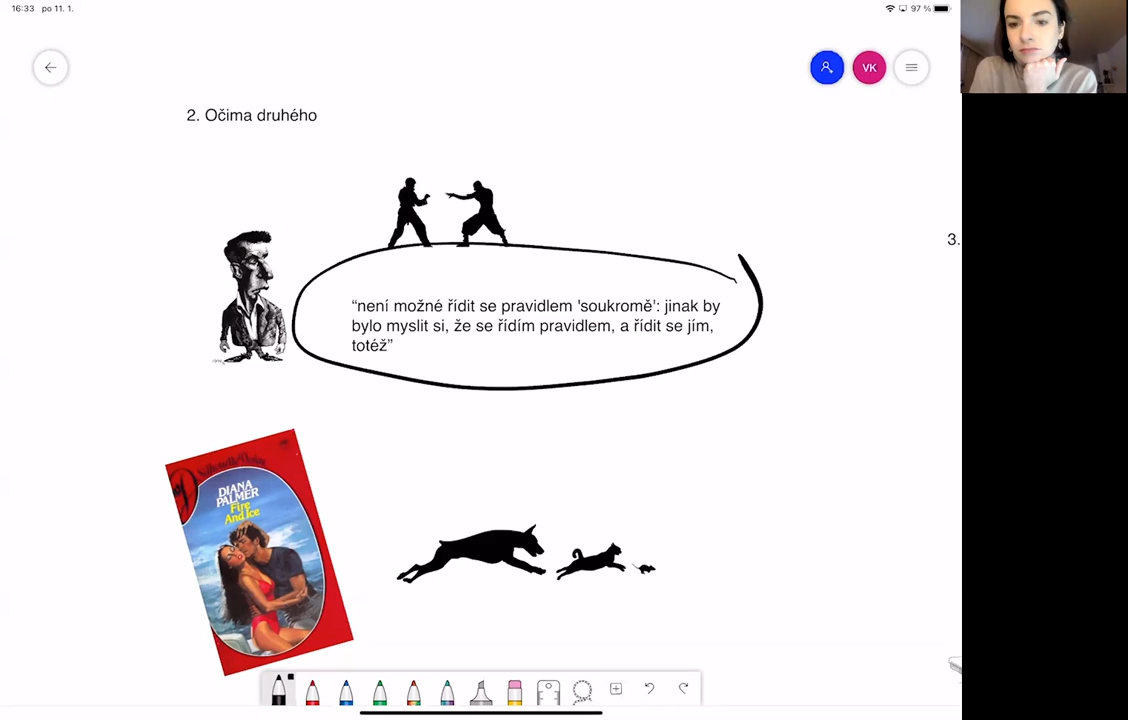 16:33 po 11. 1.
97 %
VK
2. Očima druhého
3.
“není možné řídit se pravidlem 'soukromě': jinak by
bylo myslit si, že se řídím pravidlem, a řídit se jím,
totéž”
DIANA
PALMER
Fire
And Ice